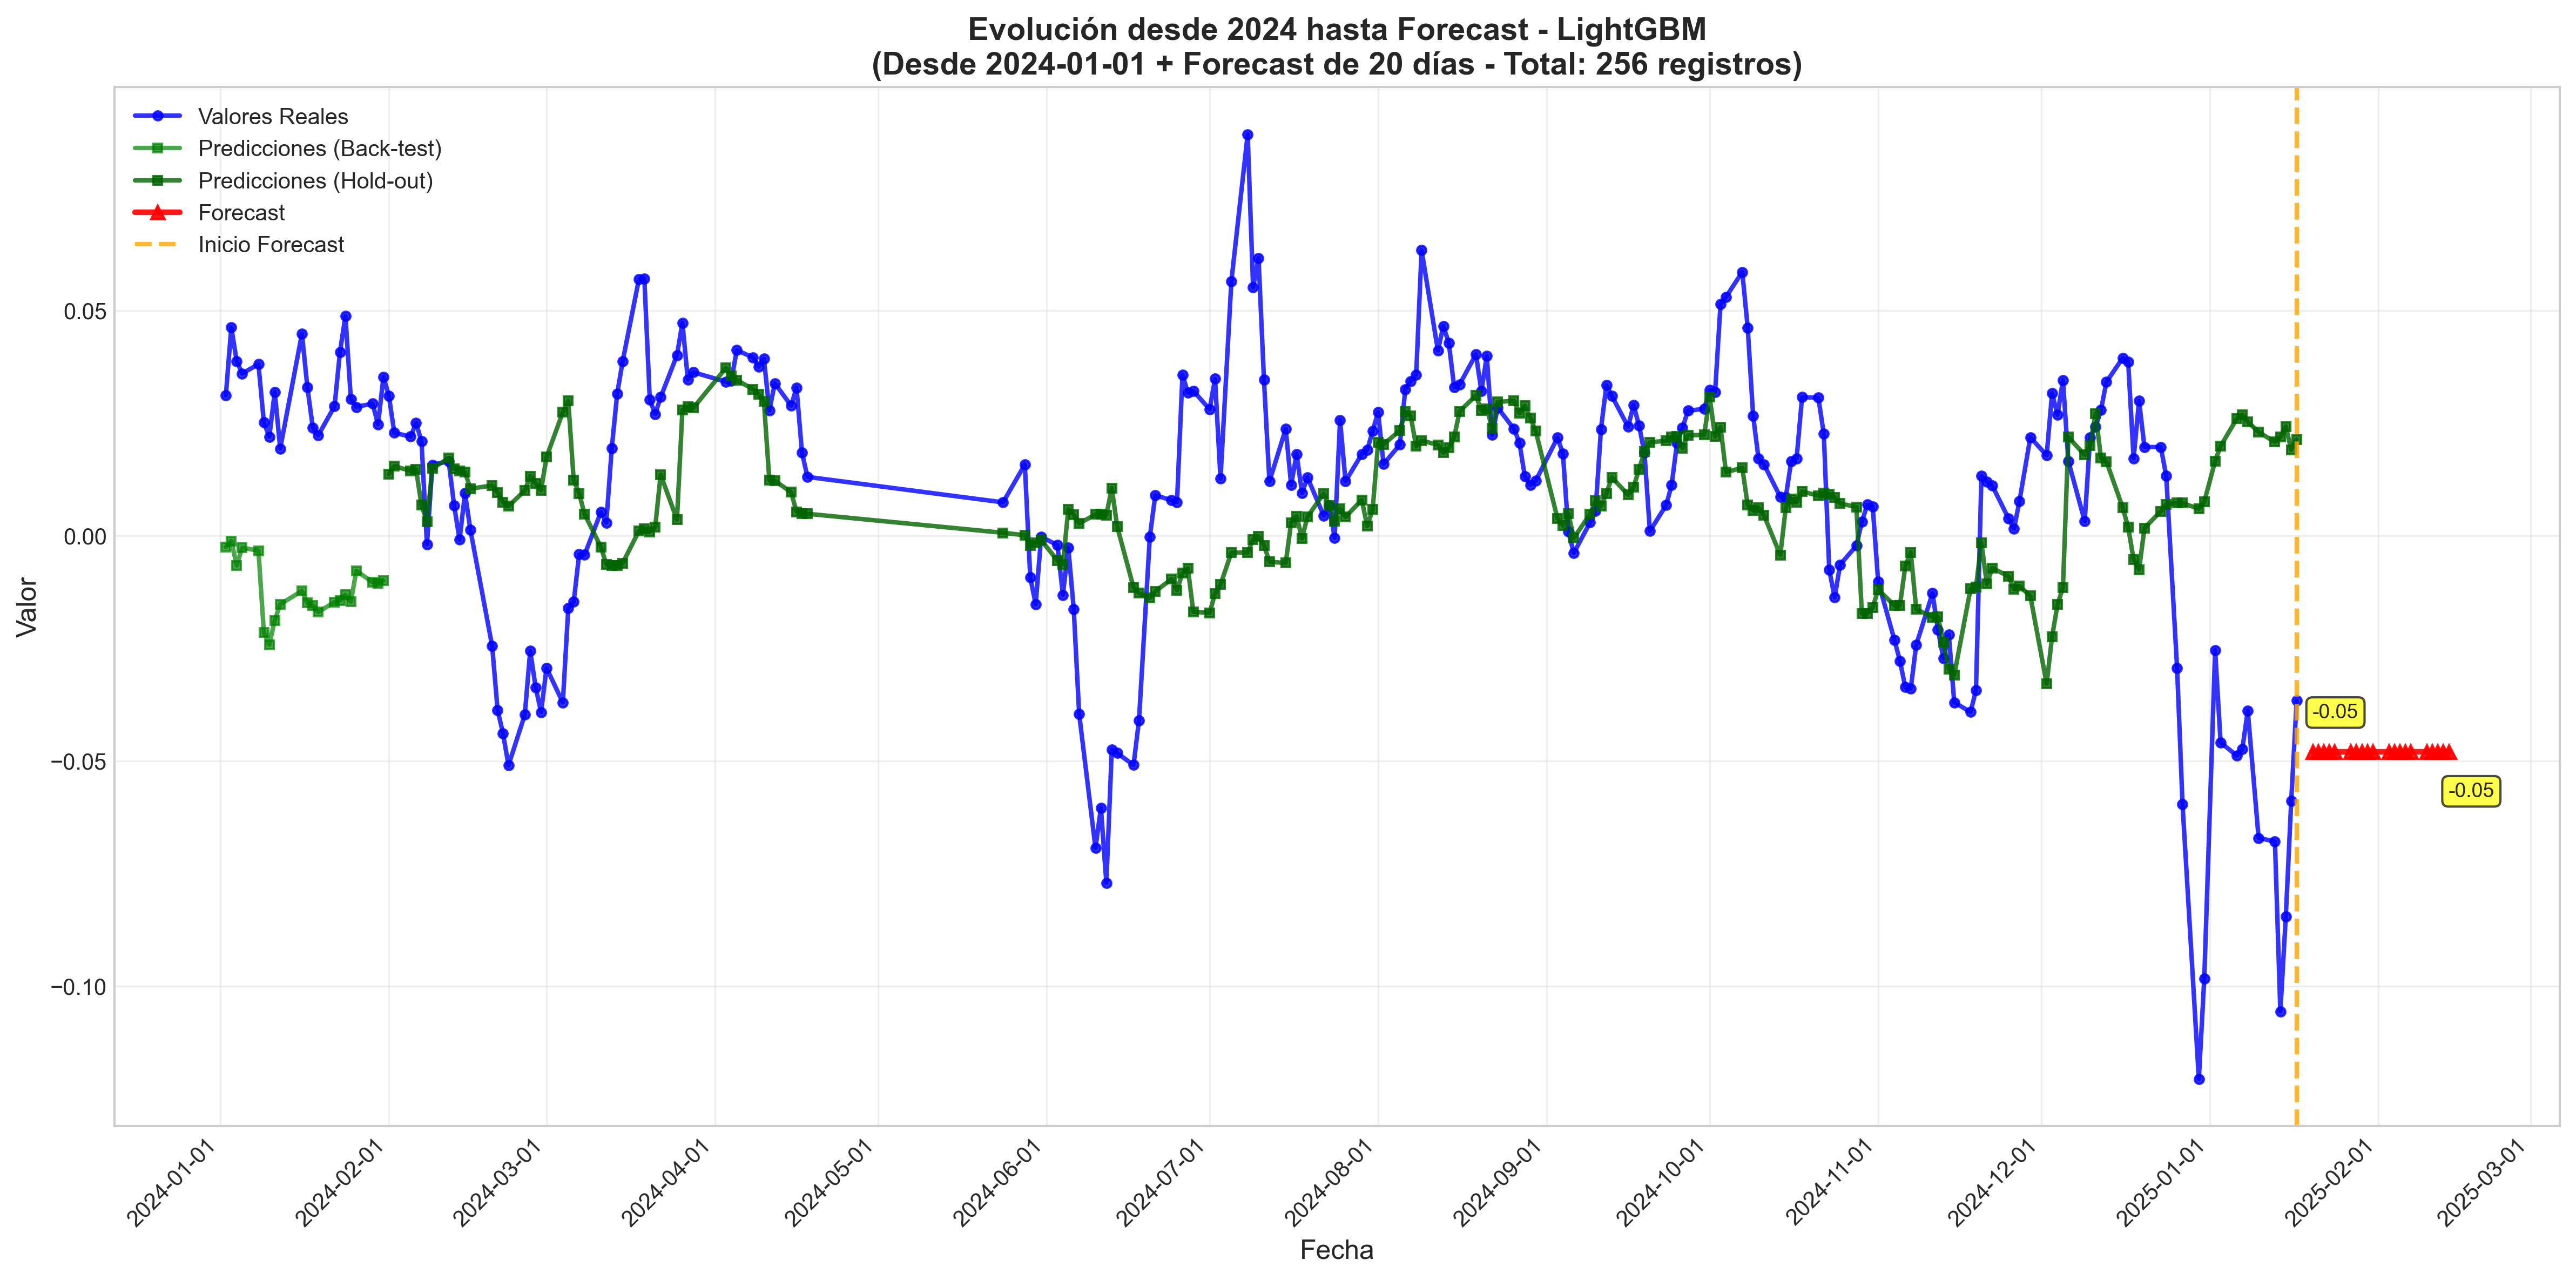 Evolución desde 2024 hasta Forecast - LightGBM
(Desde 2024-01-01 + Forecast de 20 días - Total: 256 registros)
Valores Reales
Predicciones (Back-test)
Predicciones (Hold-out)
Forecast
Inicio Forecast
Valor
0.05
0.00
−0.05
−0.10
-0.05
-0.05
2024-01-01
2024-02-01
2024-03-01
2024-04-01
2024-05-01
2024-06-01
2024-07-01
2024-08-01
2024-09-01
2024-10-01
2024-11-01
2024-12-01
2025-01-01
2025-02-01
2025-03-01
Fecha